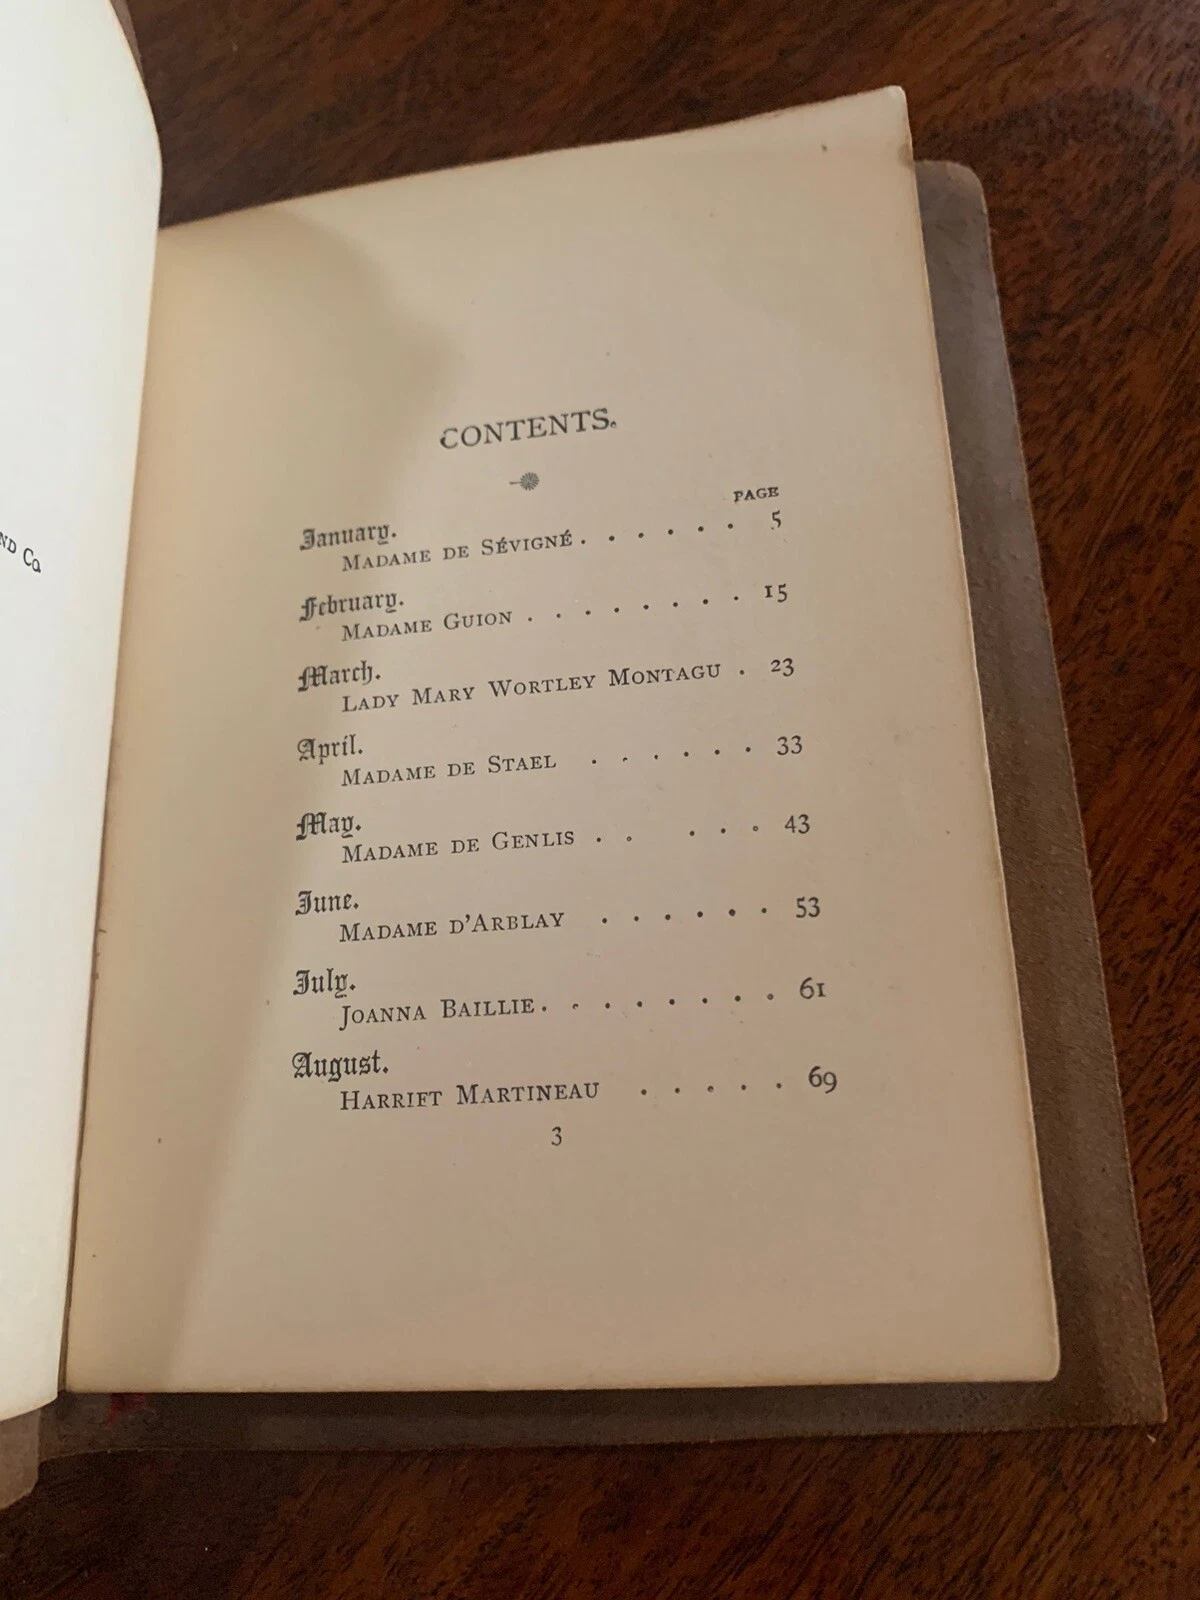 ND Co.
CONTENTS.
PAGE
January.
MADAME DE SÉVIGNÉ . . . . . . 5
February.
MADAME GUION . . . . . . . . 15
March.
LADY MARY WORTLEY MONTAGU . 23
April.
MADAME DE STAEL . . . . . . 33
May.
MADAME DE GENLIS . . . . . 43
June.
MADAME D'ARBLAY . . . . . . 53
July.
JOANNA BAILLIE . . . . . . . . 61
August.
HARRIET MARTINEAU . . . . . 69
3